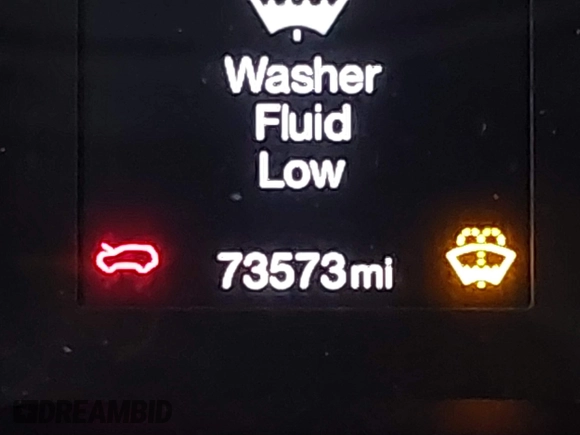 Washer
Fluid
Low
73573mi
DREAMBID